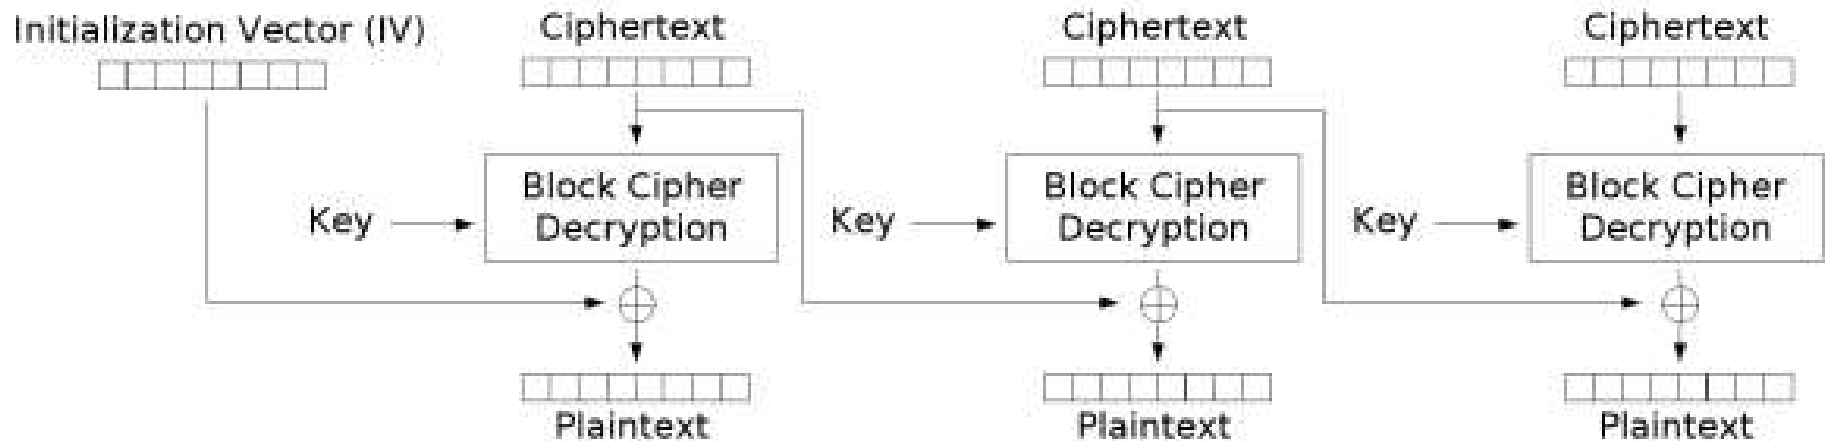 Initialization Vector (IV)
Ciphertext
Ciphertext
Ciphertext
Key
Block Cipher
Decryption
Key
Block Cipher
Decryption
Key
Block Cipher
Decryption
Plaintext
Plaintext
Plaintext